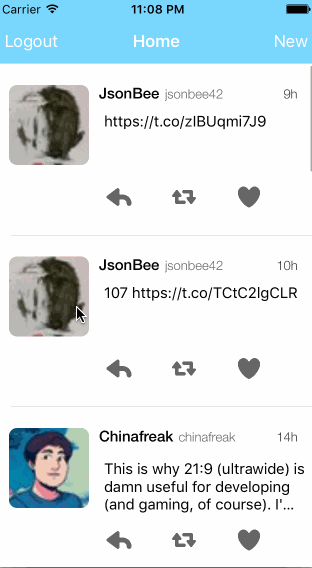 Carrier 11:08 PM
Logout Home New
JsonBee jsonbee42 9h
https://t.co/zIBUqmi7J9
JsonBee jsonbee42 10h
107 https://t.co/TCtC2IgCLR
Chinafreak chinafreak 14h
This is why 21:9 (ultrawide) is
damn useful for developing
(and gaming, of course). I'...